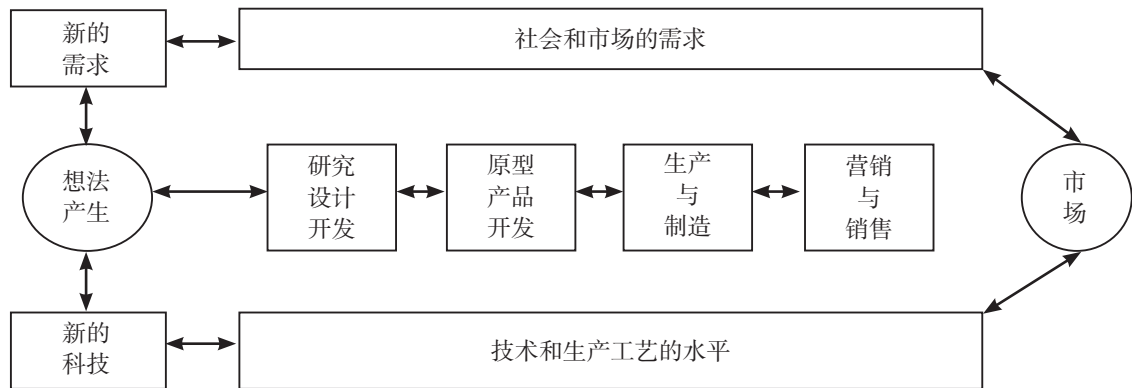 新的
需求
社会和市场的需求
想法
产生
研究
设计
开发
原型
产品
开发
生产
与
制造
营销
与
销售
市
场
新的
科技
技术和生产工艺的水平